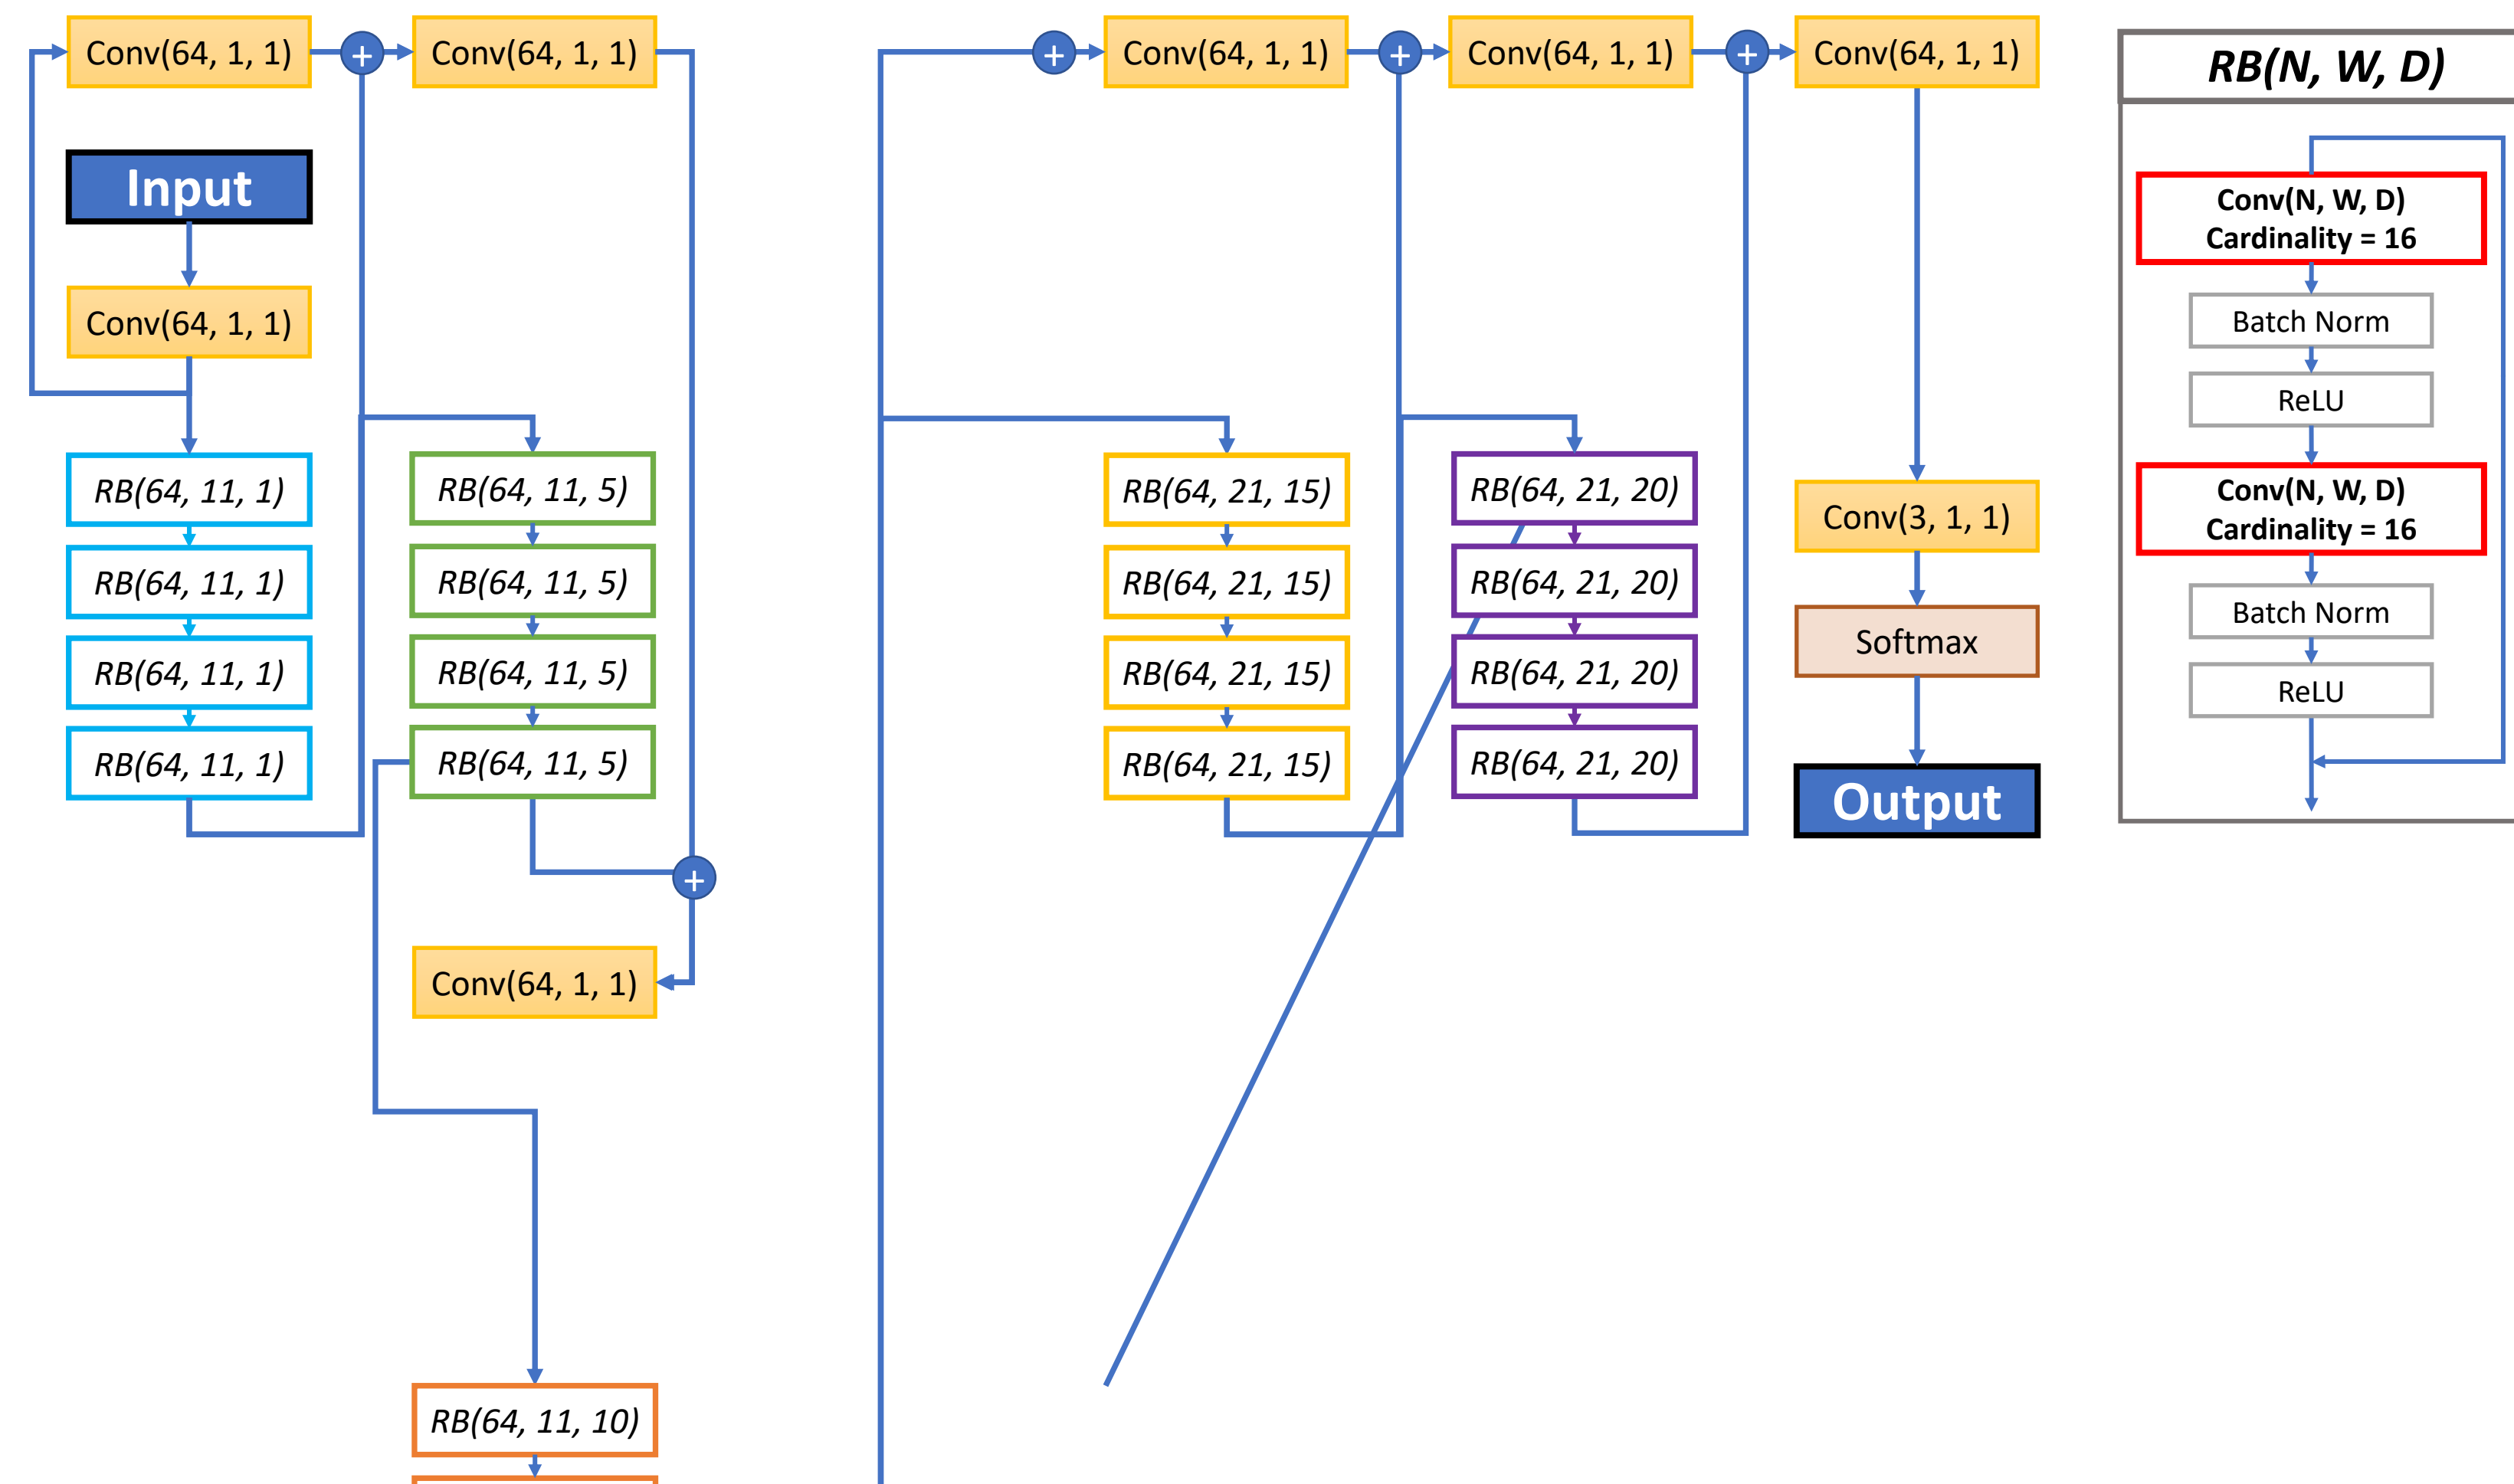 Conv(64, 1, 1)
+
Conv(64, 1, 1)
+
Conv(64, 1, 1)
+
Conv(64, 1, 1)
+
Conv(64, 1, 1)
RB(N, W, D)
Input
Conv(64, 1, 1)
RB(64, 11, 1)
RB(64, 11, 1)
RB(64, 11, 1)
RB(64, 11, 1)
RB(64, 11, 5)
RB(64, 11, 5)
RB(64, 11, 5)
RB(64, 11, 5)
+
Conv(64, 1, 1)
RB(64, 11, 10)
RB(64, 21, 15)
RB(64, 21, 15)
RB(64, 21, 15)
RB(64, 21, 15)
RB(64, 21, 20)
RB(64, 21, 20)
RB(64, 21, 20)
RB(64, 21, 20)
Conv(3, 1, 1)
Softmax
Output
Conv(N, W, D)
Cardinality = 16
Batch Norm
ReLU
Conv(N, W, D)
Cardinality = 16
Batch Norm
ReLU